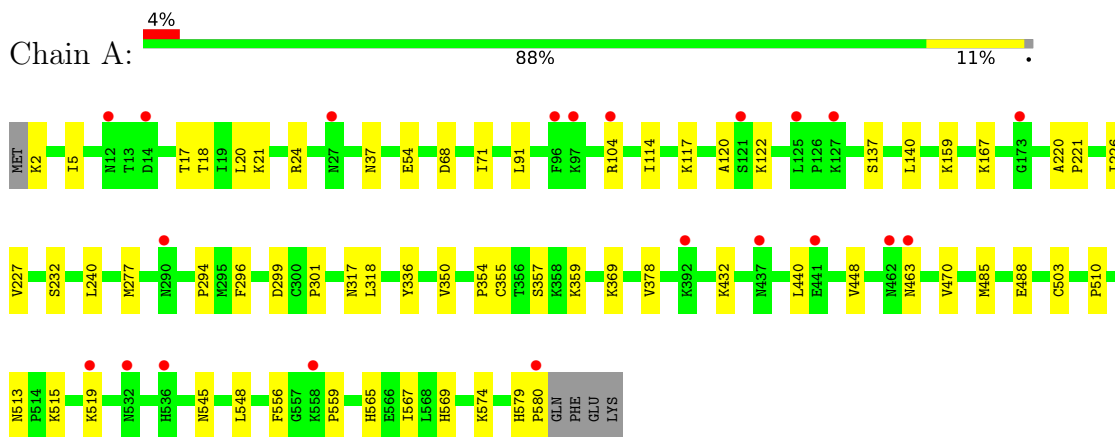 4%
Chain A:
88% 11% •
MET K2 I5 N12 T13 D14 T17 T18 I19 L20 K21 R24 N27 N37 E54 D68 I71 L91 F96 K97 R104 I114 K117 A120 S121 K122 L125 P126 K127 S137 L140 K159 K167 G173 A220 P221
V227 S232 L240 M277 N290 P294 M295 F296 D299 C300 P301 N317 L318 Y336 V350 P354 C355 T356 S357 K358 K359 K369 V378 K392 K432 N437 L440 E441 V448 N462 N463 V470 M485 E488 C503 P510
N513 P514 K515 K519 N532 H536 N545 L548 F556 G557 K558 P559 H565 E566 I567 L568 H569 K574 H579 P580 GLN PHE GLU LYS